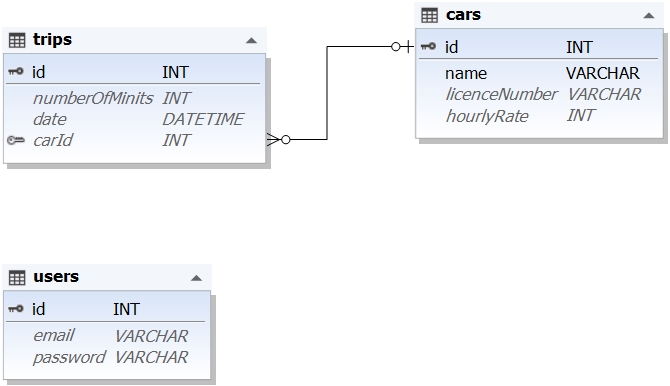 trips
id INT
numberOfMinits INT
date DATETIME
carId INT
cars
id INT
name VARCHAR
licenceNumber VARCHAR
hourlyRate INT
users
id INT
email VARCHAR
password VARCHAR